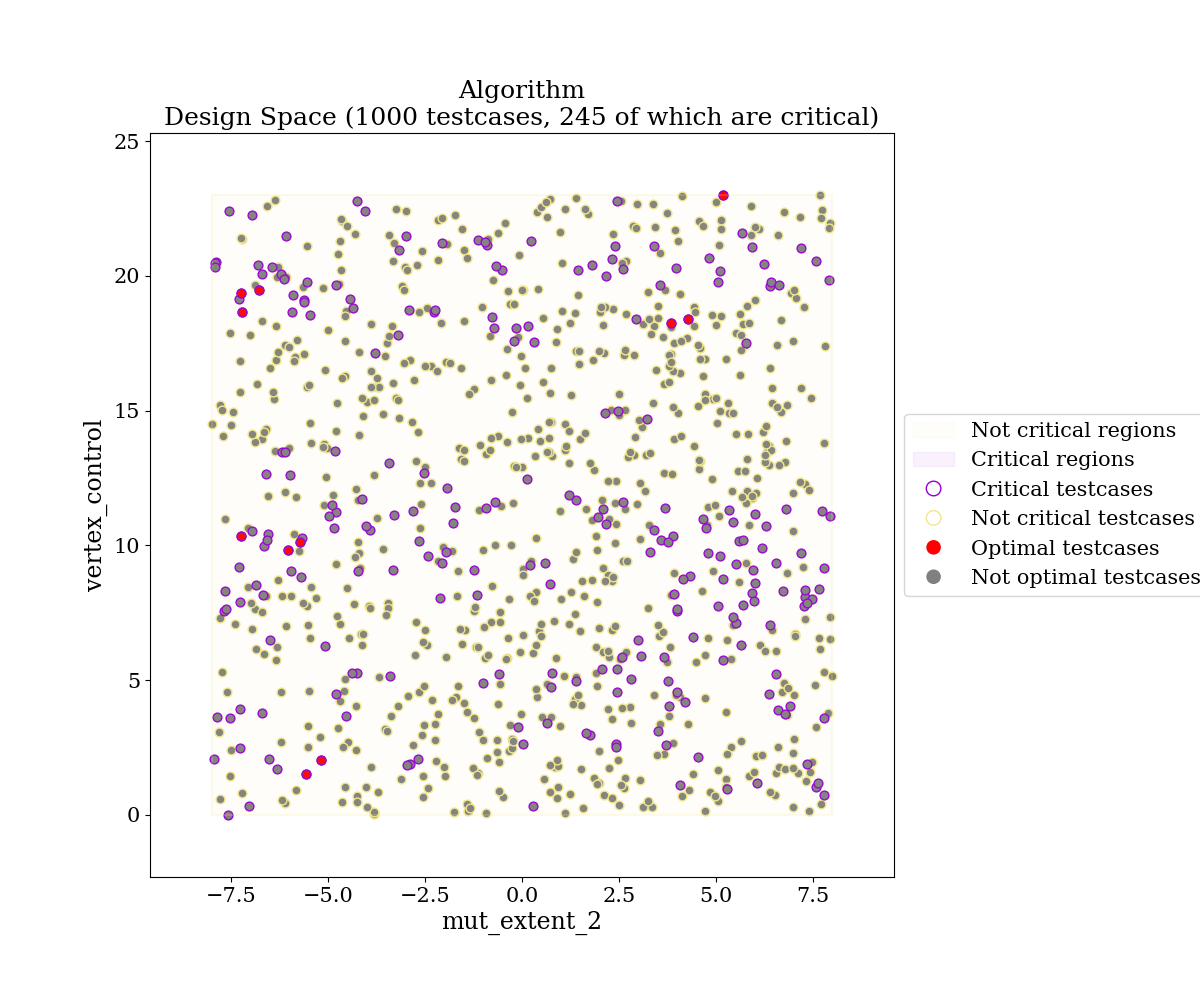 Algorithm
Design Space (1000 testcases, 245 of which are critical)
25
20
15
10
5
0
vertex_control
−7.5
−5.0
−2.5
0.0
2.5
5.0
7.5
mut_extent_2
Not critical regions
Critical regions
Critical testcases
Not critical testcases
Optimal testcases
Not optimal testcases